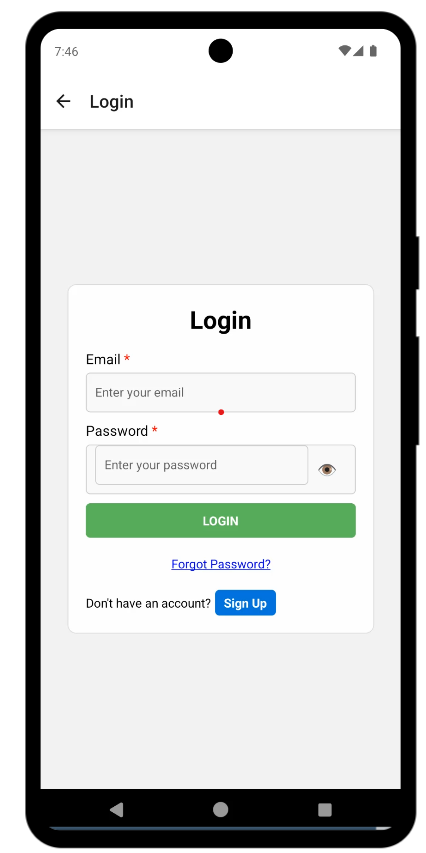 7:46
Login
Login
Email *
Enter your email
Password *
Enter your password
LOGIN
Forgot Password?
Don't have an account? Sign Up